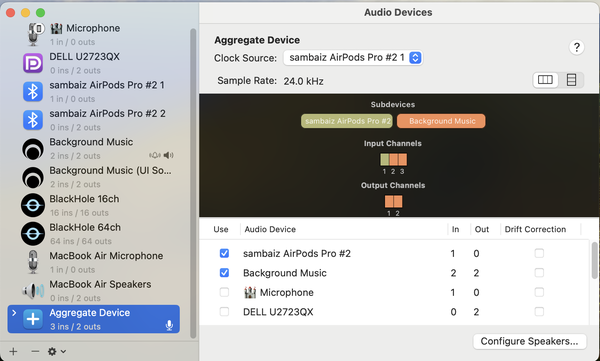 Audio Devices
Microphone
1 in / 0 outs
DELL U2723QX
0 ins / 2 outs
sambaiz AirPods Pro #2 1
1 in / 0 outs
sambaiz AirPods Pro #2 2
0 ins / 2 outs
Background Music
2 ins / 2 outs
Background Music (UI So...
2 ins / 2 outs
BlackHole 16ch
16 ins / 16 outs
BlackHole 64ch
64 ins / 64 outs
MacBook Air Microphone
1 in / 0 outs
MacBook Air Speakers
0 ins / 2 outs
Aggregate Device
3 ins / 2 outs
Aggregate Device
?
Clock Source: sambaiz AirPods Pro #2 1
Sample Rate: 24.0 kHz
Subdevices
sambaiz AirPods Pro #2 Background Music
Input Channels
1 2 3
Output Channels
1 2
Use Audio Device In Out Drift Correction
sambaiz AirPods Pro #2 1 0
Background Music 2 2
Microphone 1 0
DELL U2723QX 0 2
Configure Speakers...